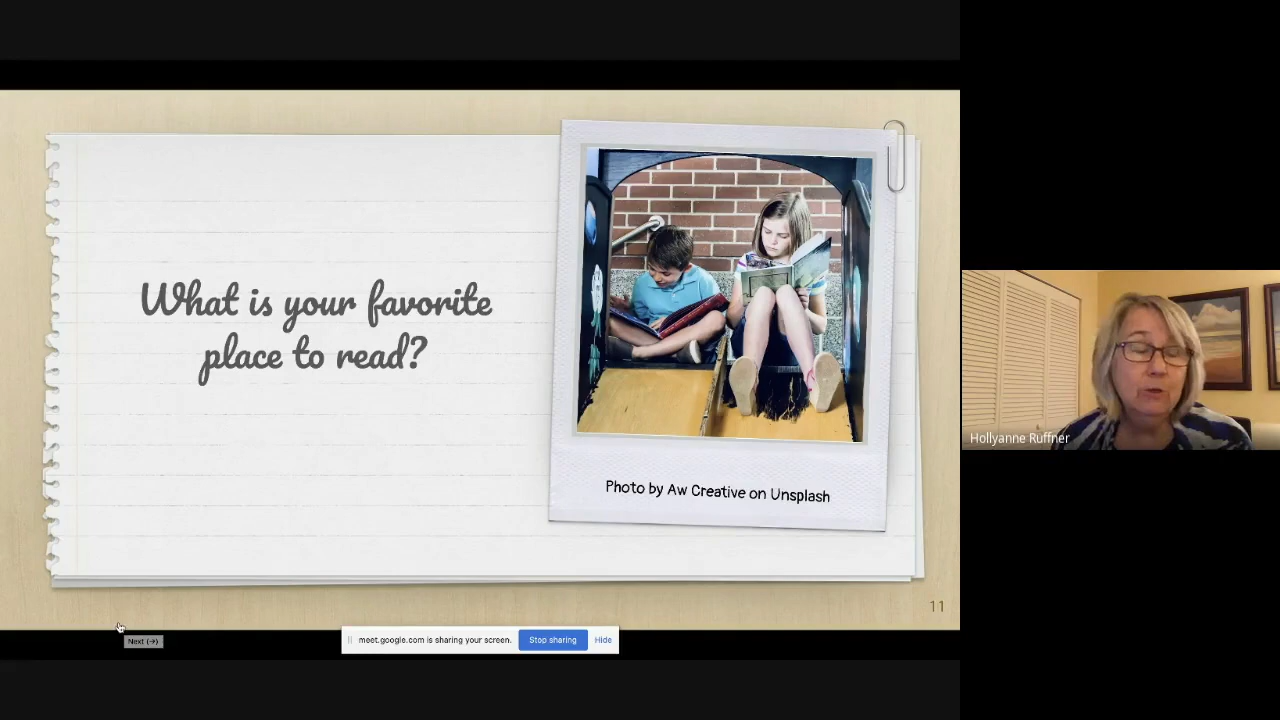 What is your favorite
place to read?
Photo by Aw Creative on Unsplash
Hollyanne Ruffner
11
Next (→)
meet.google.com is sharing your screen.
Stop sharing
Hide